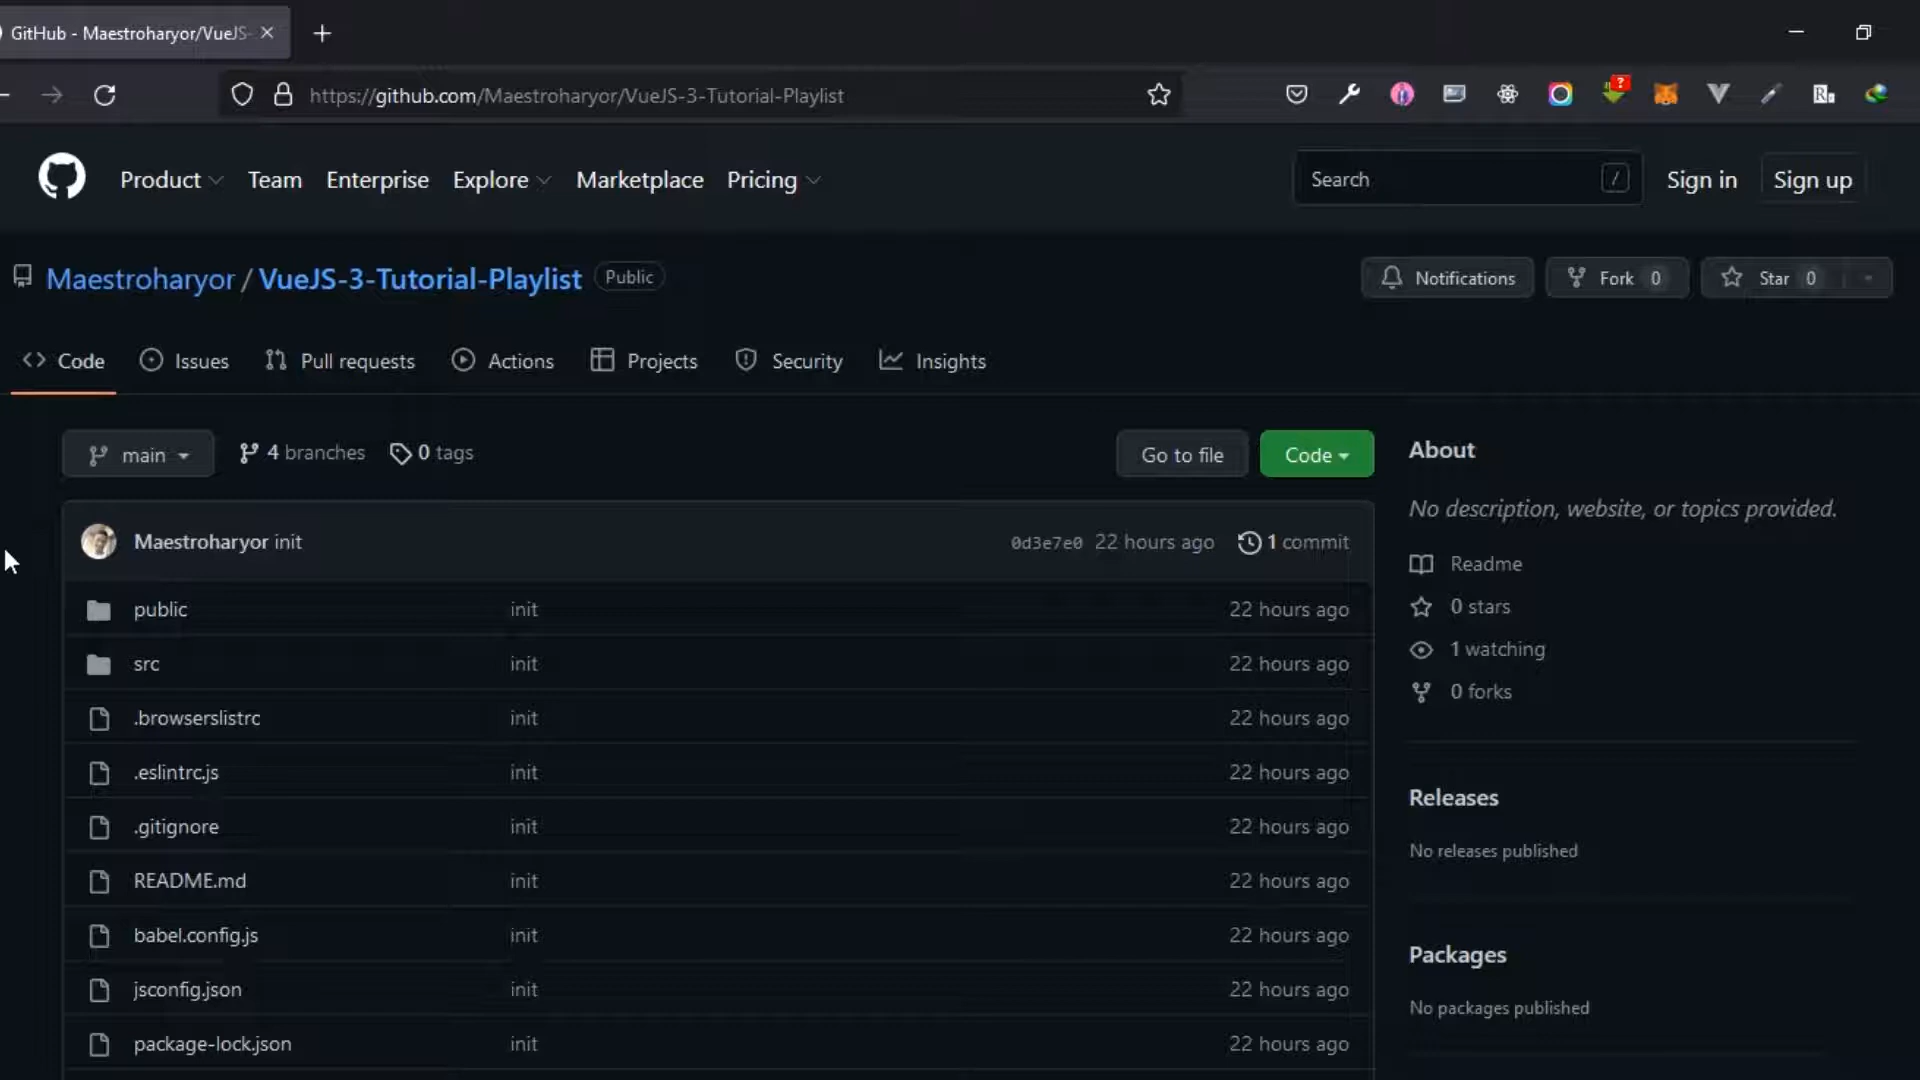 GitHub - Maestroharyor/VueJS-
https://github.com/Maestroharyor/VueJS-3-Tutorial-Playlist
Product Team Enterprise Explore Marketplace Pricing Search / Sign in Sign up
Maestroharyor / VueJS-3-Tutorial-Playlist Public Notifications Fork 0 Star 0
Code Issues Pull requests Actions Projects Security Insights
main 4 branches 0 tags Go to file Code
Maestroharyor init 0d3e7e0 22 hours ago 1 commit
public init 22 hours ago
src init 22 hours ago
.browserslistrc init 22 hours ago
.eslintrc.js init 22 hours ago
.gitignore init 22 hours ago
README.md init 22 hours ago
babel.config.js init 22 hours ago
jsconfig.json init 22 hours ago
package-lock.json init 22 hours ago
About
No description, website, or topics provided.
Readme
0 stars
1 watching
0 forks
Releases
No releases published
Packages
No packages published